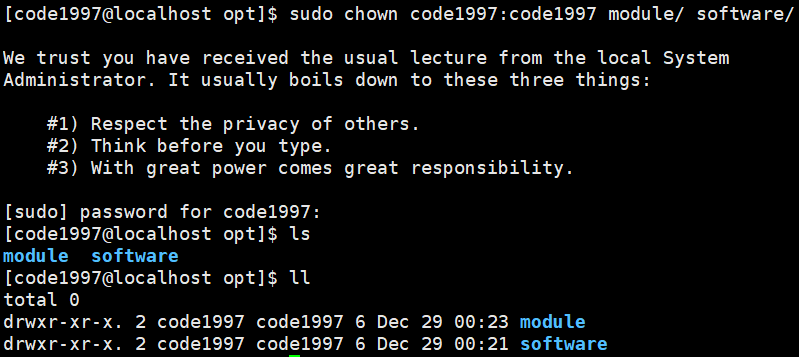 [code1997@localhost opt]$ sudo chown code1997:code1997 module/ software/
We trust you have received the usual lecture from the local System
Administrator. It usually boils down to these three things:
#1) Respect the privacy of others.
#2) Think before you type.
#3) With great power comes great responsibility.
[sudo] password for code1997:
[code1997@localhost opt]$ ls
module  software
[code1997@localhost opt]$ ll
total 0
drwxr-xr-x. 2 code1997 code1997 6 Dec 29 00:23 module
drwxr-xr-x. 2 code1997 code1997 6 Dec 29 00:21 software